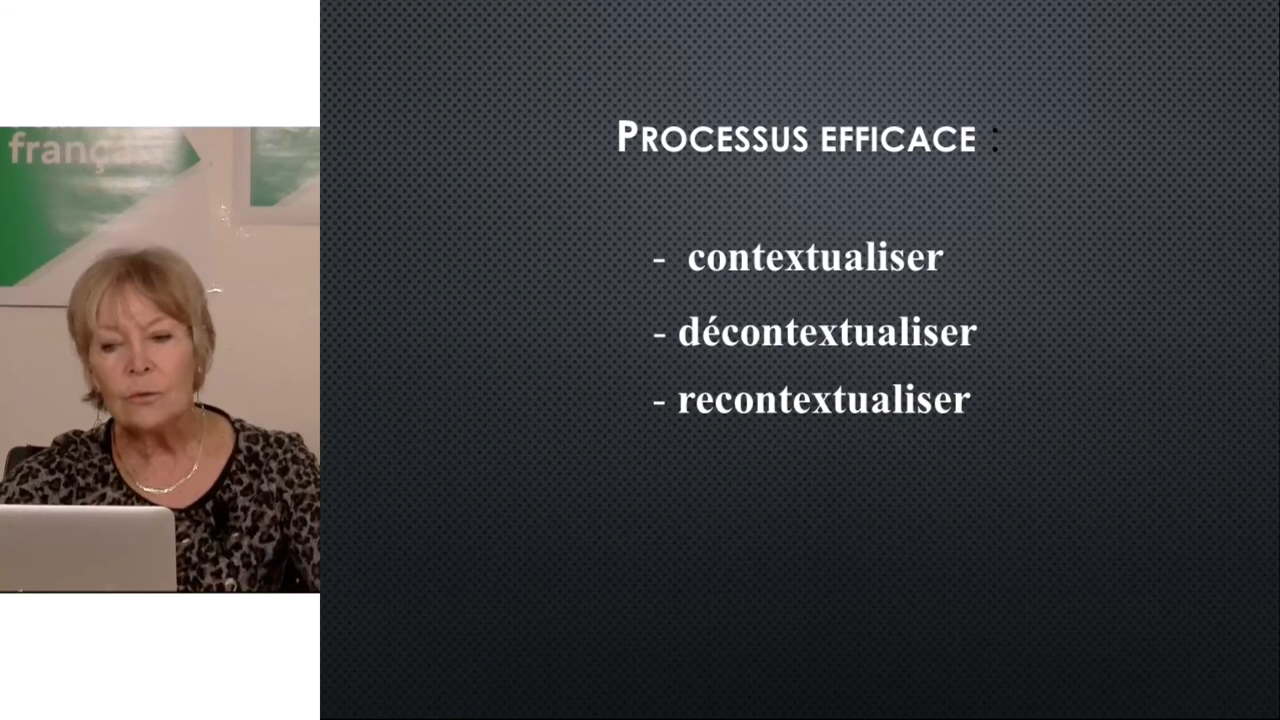 français
PROCESSUS EFFICACE :
- contextualiser
- décontextualiser
- recontextualiser